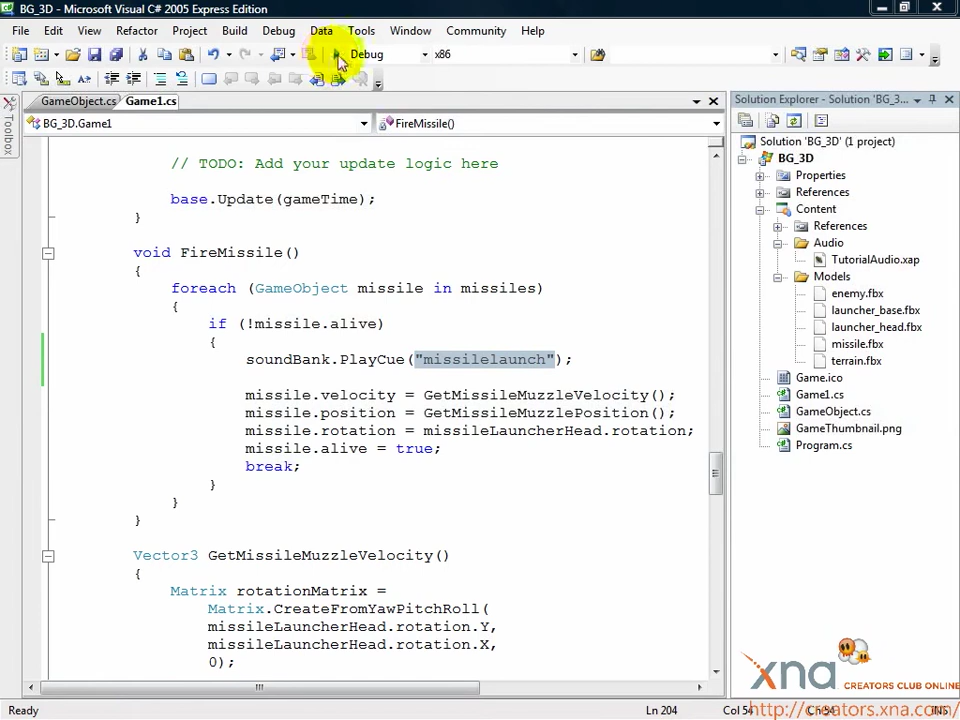 BG_3D - Microsoft Visual C# 2005 Express Edition
File Edit View Refactor Project Build Debug Data Tools Window Community Help
Debug x86
GameObject.cs Game1.cs
Solution Explorer - Solution 'BG_3...
BG_3D.Game1 FireMissile()
Toolbox
// TODO: Add your update logic here
base.Update(gameTime);
}
void FireMissile()
{
foreach (GameObject missile in missiles)
{
if (!missile.alive)
{
soundBank.PlayCue("missilelaunch");
missile.velocity = GetMissileMuzzleVelocity();
missile.position = GetMissileMuzzlePosition();
missile.rotation = missileLauncherHead.rotation;
missile.alive = true;
break;
}
}
}
Vector3 GetMissileMuzzleVelocity()
{
Matrix rotationMatrix =
Matrix.CreateFromYawPitchRoll(
missileLauncherHead.rotation.Y,
missileLauncherHead.rotation.X,
0);
Solution 'BG_3D' (1 project)
BG_3D
Properties
References
Content
References
Audio
TutorialAudio.xap
Models
enemy.fbx
launcher_base.fbx
launcher_head.fbx
missile.fbx
terrain.fbx
Game.ico
Game1.cs
GameObject.cs
GameThumbnail.png
Program.cs
xna CREATORS CLUB ONLINE
http://creators.xna.com/
Ready Ln 204 Col 54 Ch 54 INS